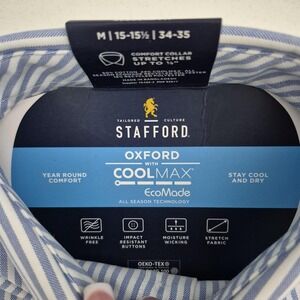 M | 15-15½ | 34-35
COMFORT COLLAR
STRETCHES
UP TO ½"
TAILORED CULTURE
STAFFORD
OXFORD
WITH
COOLMAX®
EcoMade
ALL SEASON TECHNOLOGY
YEAR ROUND
COMFORT
STAY COOL
AND DRY
WRINKLE
FREE
IMPACT
RESISTANT
BUTTONS
MOISTURE
WICKING
STRETCH
FABRIC
OEKO-TEX®